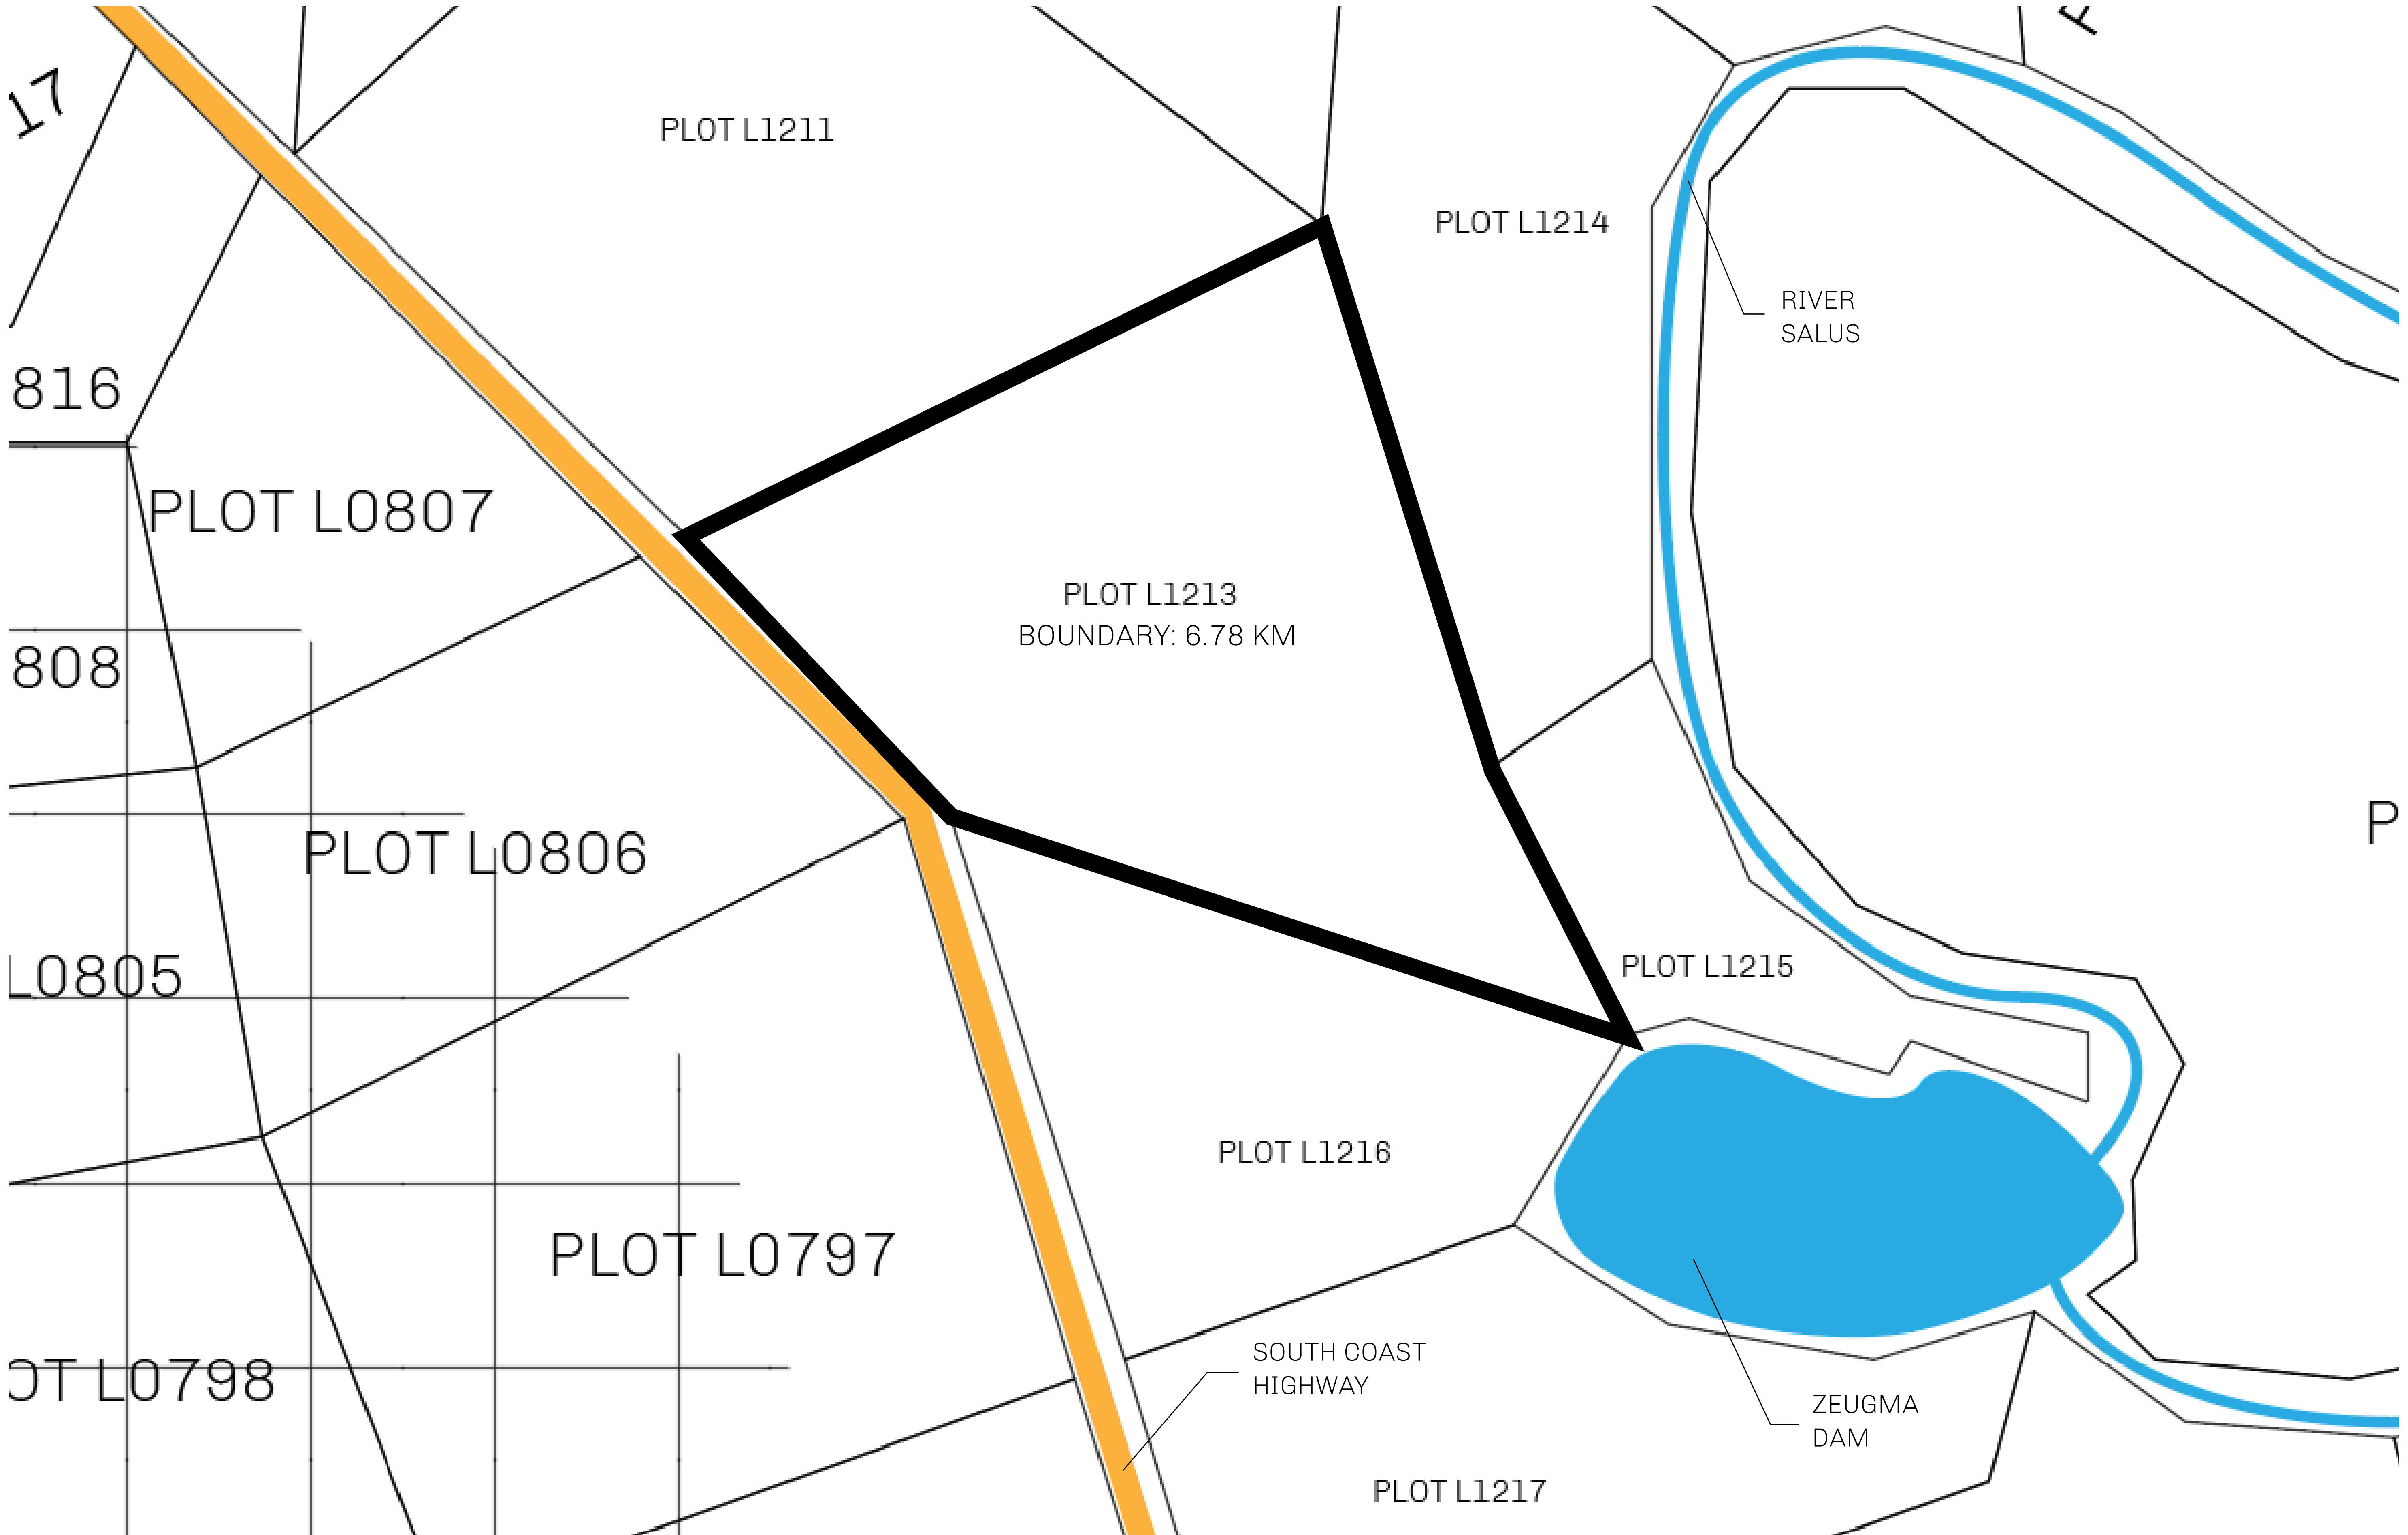 17
PLOT L1211
PLOT L1214
RIVER
SALUS
816
PLOT L0807
PLOT L1213
BOUNDARY: 6.78 KM
808
P
PLOT L0806
L0805
PLOT L1215
PLOT L1216
PLOT L0797
SOUTH COAST
HIGHWAY
OT L0798
ZEUGMA
DAM
PLOT L1217